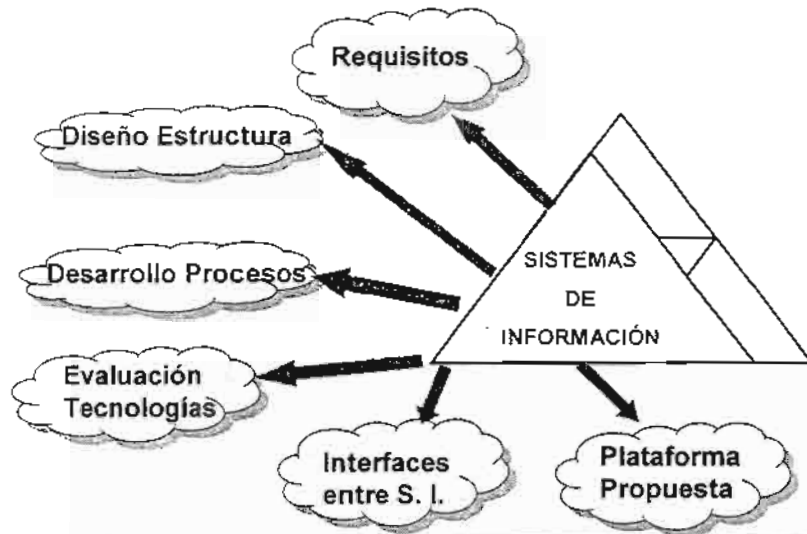 Requisitos
Diseño Estructura
Desarrollo Procesos
Evaluación
Tecnologías
Interfaces
entre S. I.
Plataforma
Propuesta
SISTEMAS
DE
INFORMACIÓN